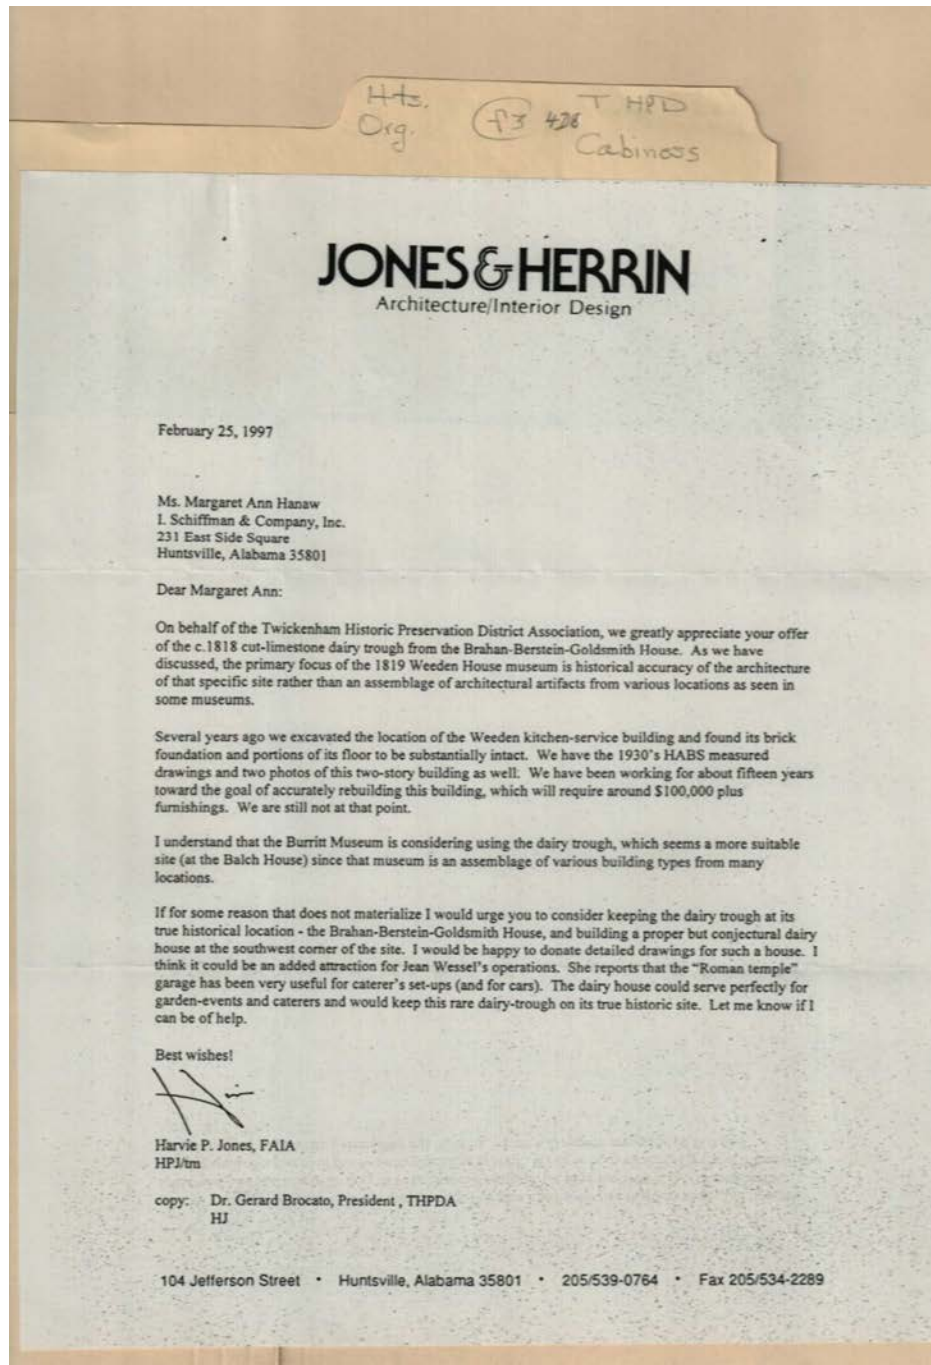 Hts.
Org.
f3 426
T HPD
Cabiness
JONES&HERRIN
Architecture/Interior Design
February 25, 1997
Ms. Margaret Ann Hanaw
I. Schiffman & Company, Inc.
231 East Side Square
Huntsville, Alabama 35801
Dear Margaret Ann:
On behalf of the Twickenham Historic Preservation District Association, we greatly appreciate your offer
of the c.1818 cut-limestone dairy trough from the Brahan-Berstein-Goldsmith House. As we have
discussed, the primary focus of the 1819 Weeden House museum is historical accuracy of the architecture
of that specific site rather than an assemblage of architectural artifacts from various locations as seen in
some museums.
Several years ago we excavated the location of the Weeden kitchen-service building and found its brick
foundation and portions of its floor to be substantially intact. We have the 1930's HABS measured
drawings and two photos of this two-story building as well. We have been working for about fifteen years
toward the goal of accurately rebuilding this building, which will require around $100,000 plus
furnishings. We are still not at that point.
I understand that the Burritt Museum is considering using the dairy trough, which seems a more suitable
site (at the Balch House) since that museum is an assemblage of various building types from many
locations.
If for some reason that does not materialize I would urge you to consider keeping the dairy trough at its
true historical location - the Brahan-Berstein-Goldsmith House, and building a proper but conjectural dairy
house at the southwest corner of the site. I would be happy to donate detailed drawings for such a house. I
think it could be an added attraction for Jean Wessel's operations. She reports that the "Roman temple"
garage has been very useful for caterer's set-ups (and for cars). The dairy house could serve perfectly for
garden-events and caterers and would keep this rare dairy-trough on its true historic site. Let me know if I
can be of help.
Best wishes!
Harvie P. Jones, FAIA
HPJ/tm
copy: Dr. Gerard Brocato, President , THPDA
HJ
104 Jefferson Street • Huntsville, Alabama 35801 • 205/539-0764 • Fax 205/534-2289